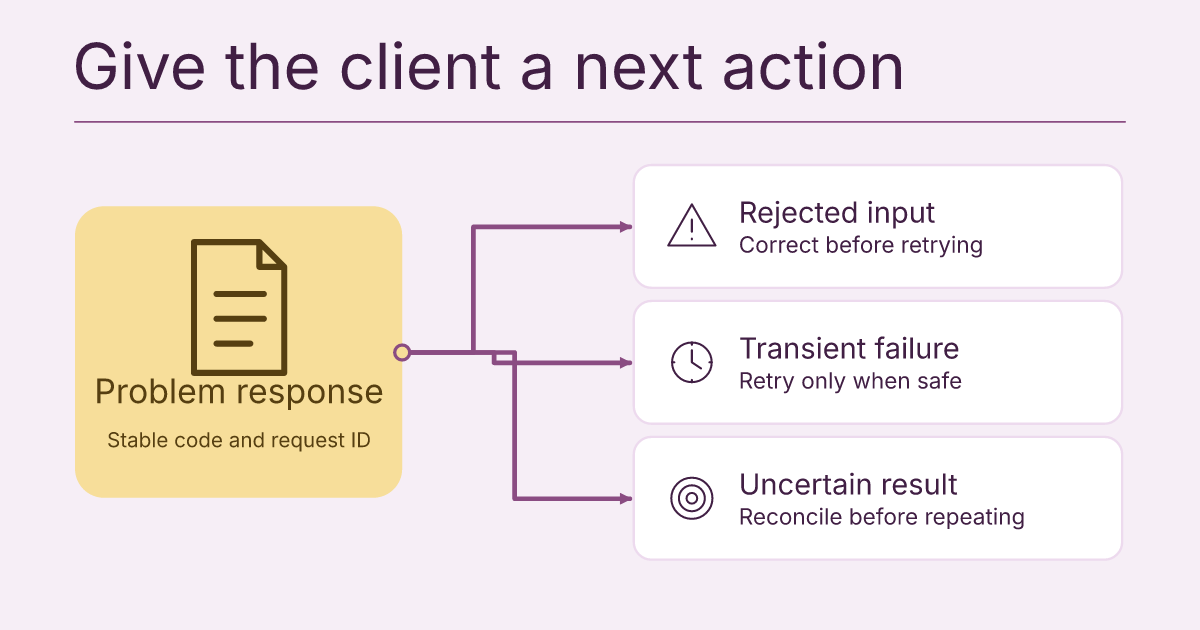 Give the client a next action
Problem response
Stable code and request ID
Rejected input
Correct before retrying
Transient failure
Retry only when safe
Uncertain result
Reconcile before repeating